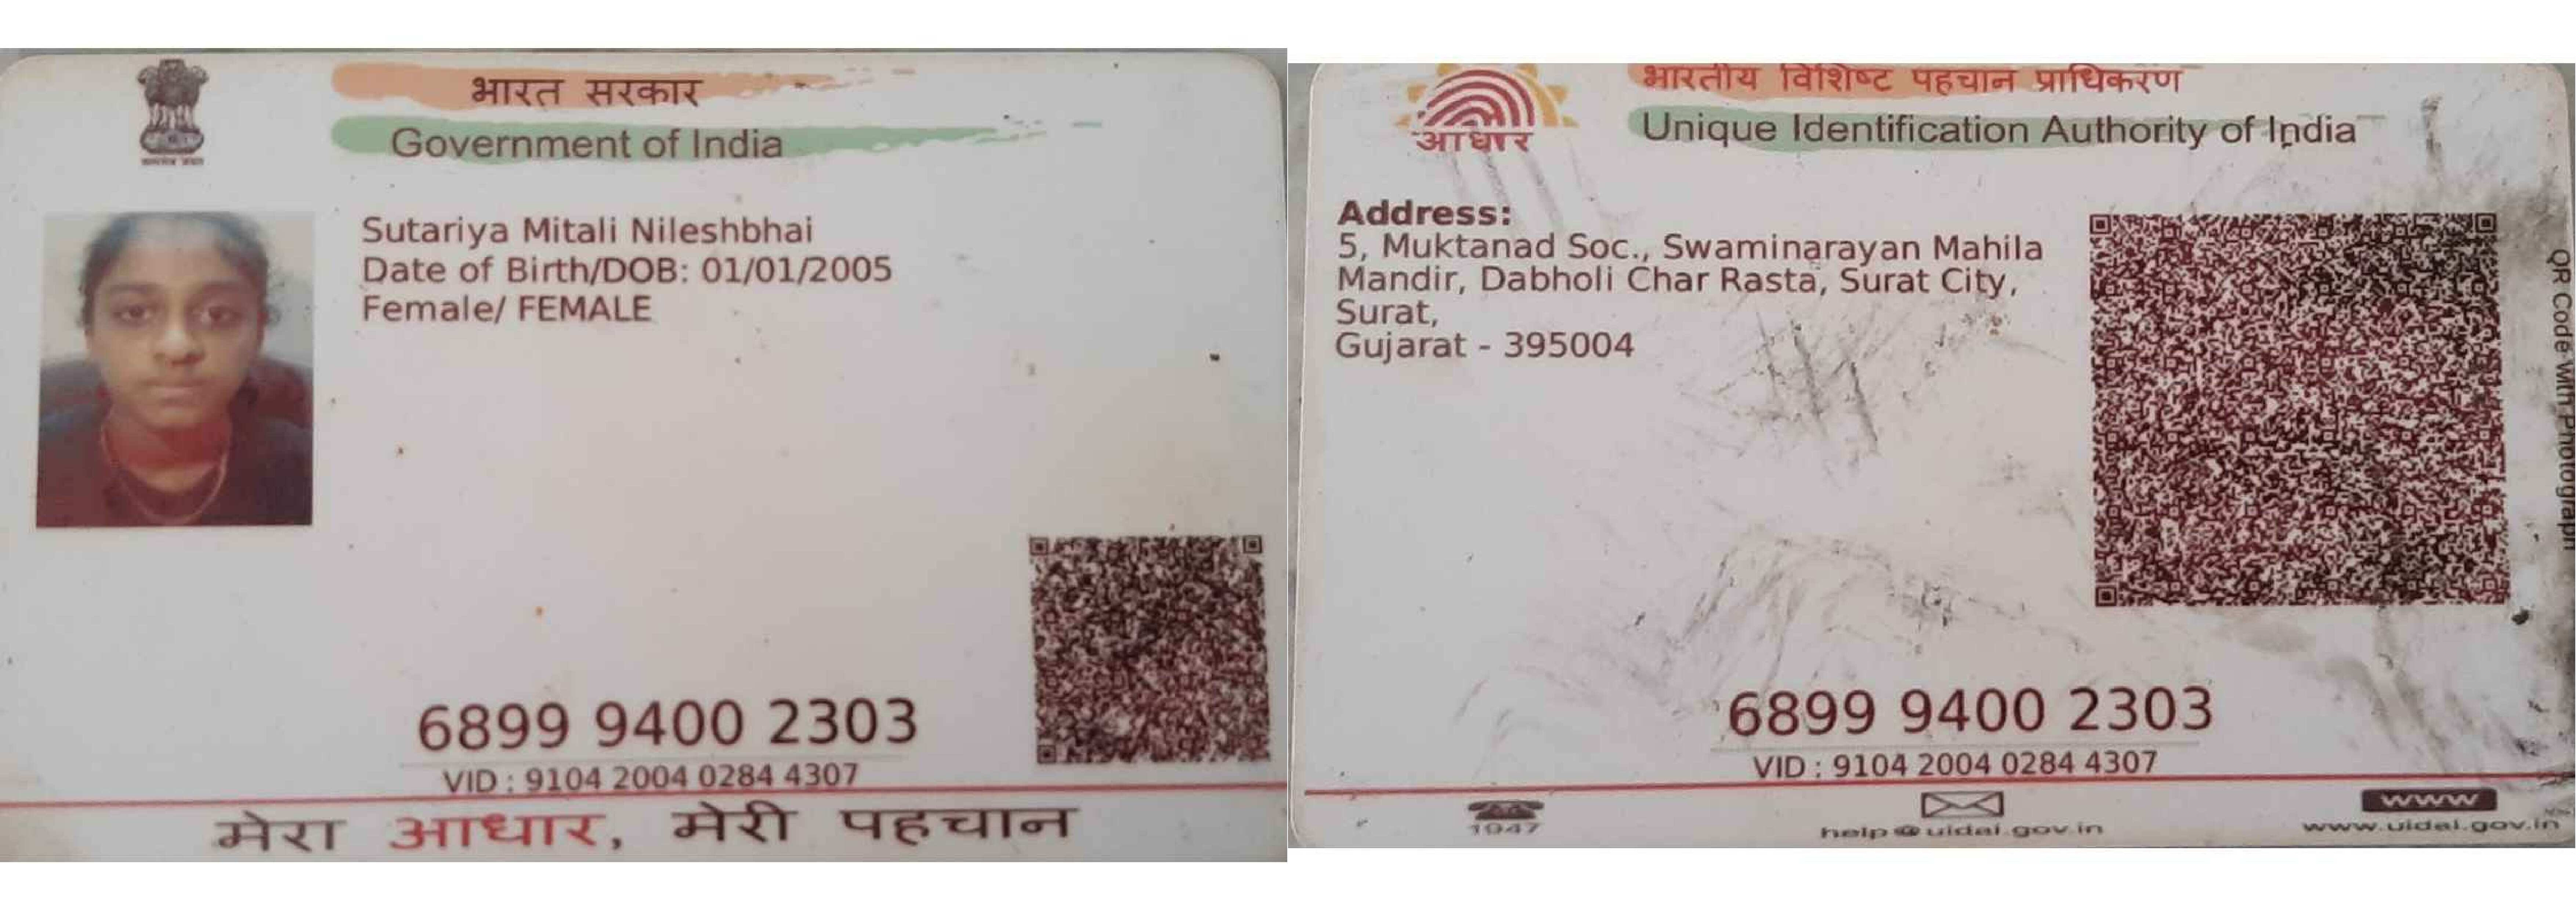 भारत सरकार
Government of India
Sutariya Mitali Nileshbhai
Date of Birth/DOB: 01/01/2005
Female/ FEMALE
6899 9400 2303
VID : 9104 2004 0284 4307
मेरा आधार, मेरी पहचान
भारतीय विशिष्ट पहचान प्राधिकरण
Unique Identification Authority of India
आधार
Address:
5, Muktanad Soc., Swaminarayan Mahila
Mandir, Dabholi Char Rasta, Surat City,
Surat,
Gujarat - 395004
QR Code With Photograph
6899 9400 2303
VID : 9104 2004 0284 4307
1947
help@uidai.gov.in
www
www.uidai.gov.in